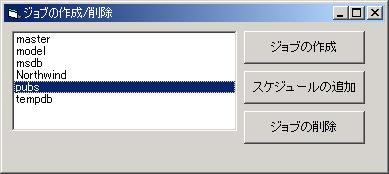 ジョブの作成/削除
master
model
msdb
Northwind
pubs
tempdb
ジョブの作成
スケジュールの追加
ジョブの削除